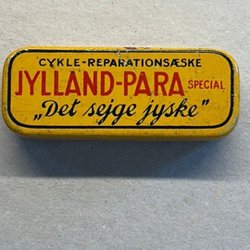 CYKLE-REPARATIONSÆSKE
JYLLAND-PARA SPECIAL
„Det sejge jyske”